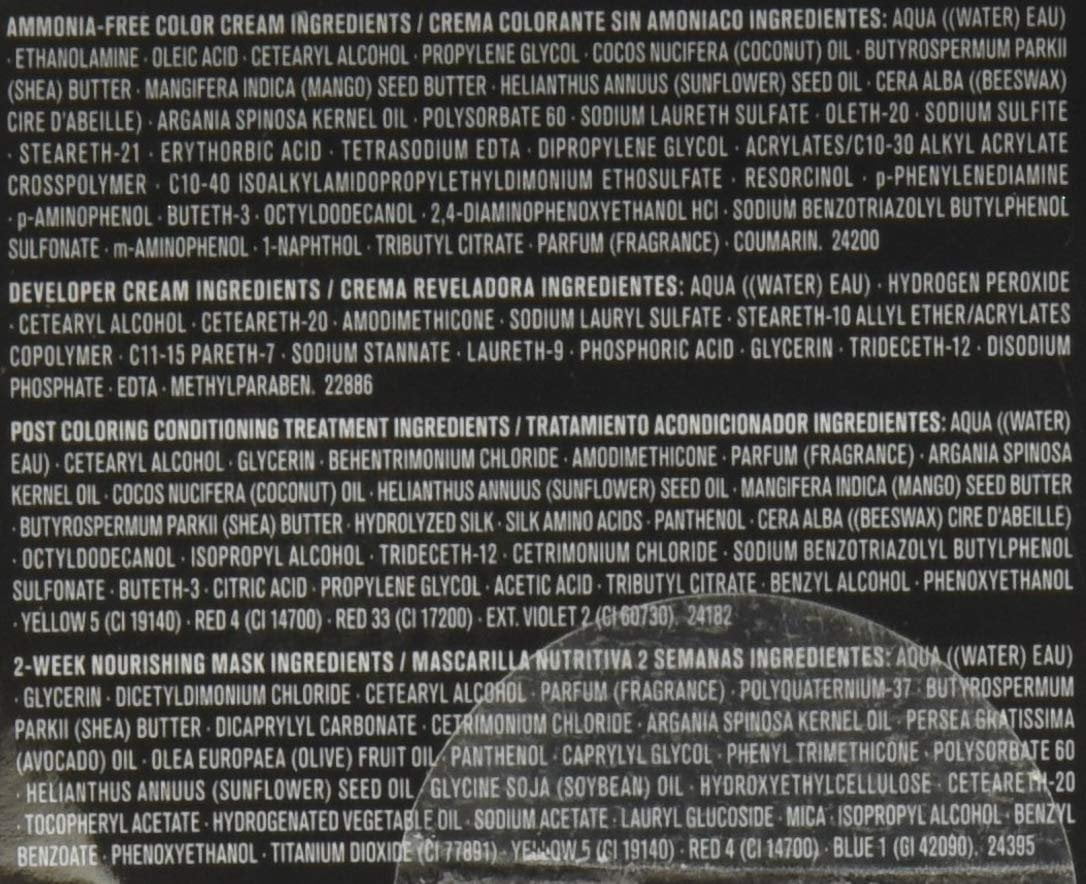 AMMONIA-FREE COLOR CREAM INGREDIENTS / CREMA COLORANTE SIN AMONIACO INGREDIENTES: AQUA ((WATER) EAU)
· ETHANOLAMINE · OLEIC ACID · CETEARYL ALCOHOL · PROPYLENE GLYCOL · COCOS NUCIFERA (COCONUT) OIL · BUTYROSPERMUM PARKII
(SHEA) BUTTER · MANGIFERA INDICA (MANGO) SEED BUTTER · HELIANTHUS ANNUUS (SUNFLOWER) SEED OIL · CERA ALBA ((BEESWAX)
CIRE D'ABEILLE) · ARGANIA SPINOSA KERNEL OIL · POLYSORBATE 60 · SODIUM LAURETH SULFATE · OLETH-20 · SODIUM SULFITE
· STEARETH-21 · ERYTHORBIC ACID · TETRASODIUM EDTA · DIPROPYLENE GLYCOL · ACRYLATES/C10-30 ALKYL ACRYLATE
CROSSPOLYMER · C10-40 ISOALKYLAMIDOPROPYLETHYLDIMONIUM ETHOSULFATE · RESORCINOL · p-PHENYLENEDIAMINE
· p-AMINOPHENOL · BUTETH-3 · OCTYLDODECANOL · 2,4-DIAMINOPHENOXYETHANOL HCl · SODIUM BENZOTRIAZOLYL BUTYLPHENOL
SULFONATE · m-AMINOPHENOL · 1-NAPHTHOL · TRIBUTYL CITRATE · PARFUM (FRAGRANCE) · COUMARIN. 24200
DEVELOPER CREAM INGREDIENTS / CREMA REVELADORA INGREDIENTES: AQUA ((WATER) EAU) · HYDROGEN PEROXIDE
· CETEARYL ALCOHOL · CETEARETH-20 · AMODIMETHICONE · SODIUM LAURYL SULFATE · STEARETH-10 ALLYL ETHER/ACRYLATES
COPOLYMER · C11-15 PARETH-7 · SODIUM STANNATE · LAURETH-9 · PHOSPHORIC ACID · GLYCERIN · TRIDECETH-12 · DISODIUM
PHOSPHATE · EDTA · METHYLPARABEN. 22886
POST COLORING CONDITIONING TREATMENT INGREDIENTS / TRATAMIENTO ACONDICIONADOR INGREDIENTES: AQUA ((WATER)
EAU) · CETEARYL ALCOHOL · GLYCERIN · BEHENTRIMONIUM CHLORIDE · AMODIMETHICONE · PARFUM (FRAGRANCE) · ARGANIA SPINOSA
KERNEL OIL · COCOS NUCIFERA (COCONUT) OIL · HELIANTHUS ANNUUS (SUNFLOWER) SEED OIL · MANGIFERA INDICA (MANGO) SEED BUTTER
· BUTYROSPERMUM PARKII (SHEA) BUTTER · HYDROLYZED SILK · SILK AMINO ACIDS · PANTHENOL · CERA ALBA ((BEESWAX) CIRE D'ABEILLE)
· OCTYLDODECANOL · ISOPROPYL ALCOHOL · TRIDECETH-12 · CETRIMONIUM CHLORIDE · SODIUM BENZOTRIAZOLYL BUTYLPHENOL
SULFONATE · BUTETH-3 · CITRIC ACID · PROPYLENE GLYCOL · ACETIC ACID · TRIBUTYL CITRATE · BENZYL ALCOHOL · PHENOXYETHANOL
· YELLOW 5 (CI 19140) · RED 4 (CI 14700) · RED 33 (CI 17200) · EXT. VIOLET 2 (CI 60730). 24182
2-WEEK NOURISHING MASK INGREDIENTS / MASCARILLA NUTRITIVA 2 SEMANAS INGREDIENTES: AQUA ((WATER) EAU)
· GLYCERIN · DICETYLDIMONIUM CHLORIDE · CETEARYL ALCOHOL · PARFUM (FRAGRANCE) · POLYQUATERNIUM-37 · BUTYROSPERMUM
PARKII (SHEA) BUTTER · DICAPRYLYL CARBONATE · CETRIMONIUM CHLORIDE · ARGANIA SPINOSA KERNEL OIL · PERSEA GRATISSIMA
(AVOCADO) OIL · OLEA EUROPAEA (OLIVE) FRUIT OIL · PANTHENOL · CAPRYLYL GLYCOL · PHENYL TRIMETHICONE · POLYSORBATE 60
· HELIANTHUS ANNUUS (SUNFLOWER) SEED OIL · GLYCINE SOJA (SOYBEAN) OIL · HYDROXYETHYLCELLULOSE · CETEARETH-20
· TOCOPHERYL ACETATE · HYDROGENATED VEGETABLE OIL · SODIUM ACETATE · LAURYL GLUCOSIDE · MICA · ISOPROPYL ALCOHOL · BENZYL
BENZOATE · PHENOXYETHANOL · TITANIUM DIOXIDE (CI 77891) · YELLOW 5 (CI 19140) · RED 4 (CI 14700) · BLUE 1 (GI 42090). 24395